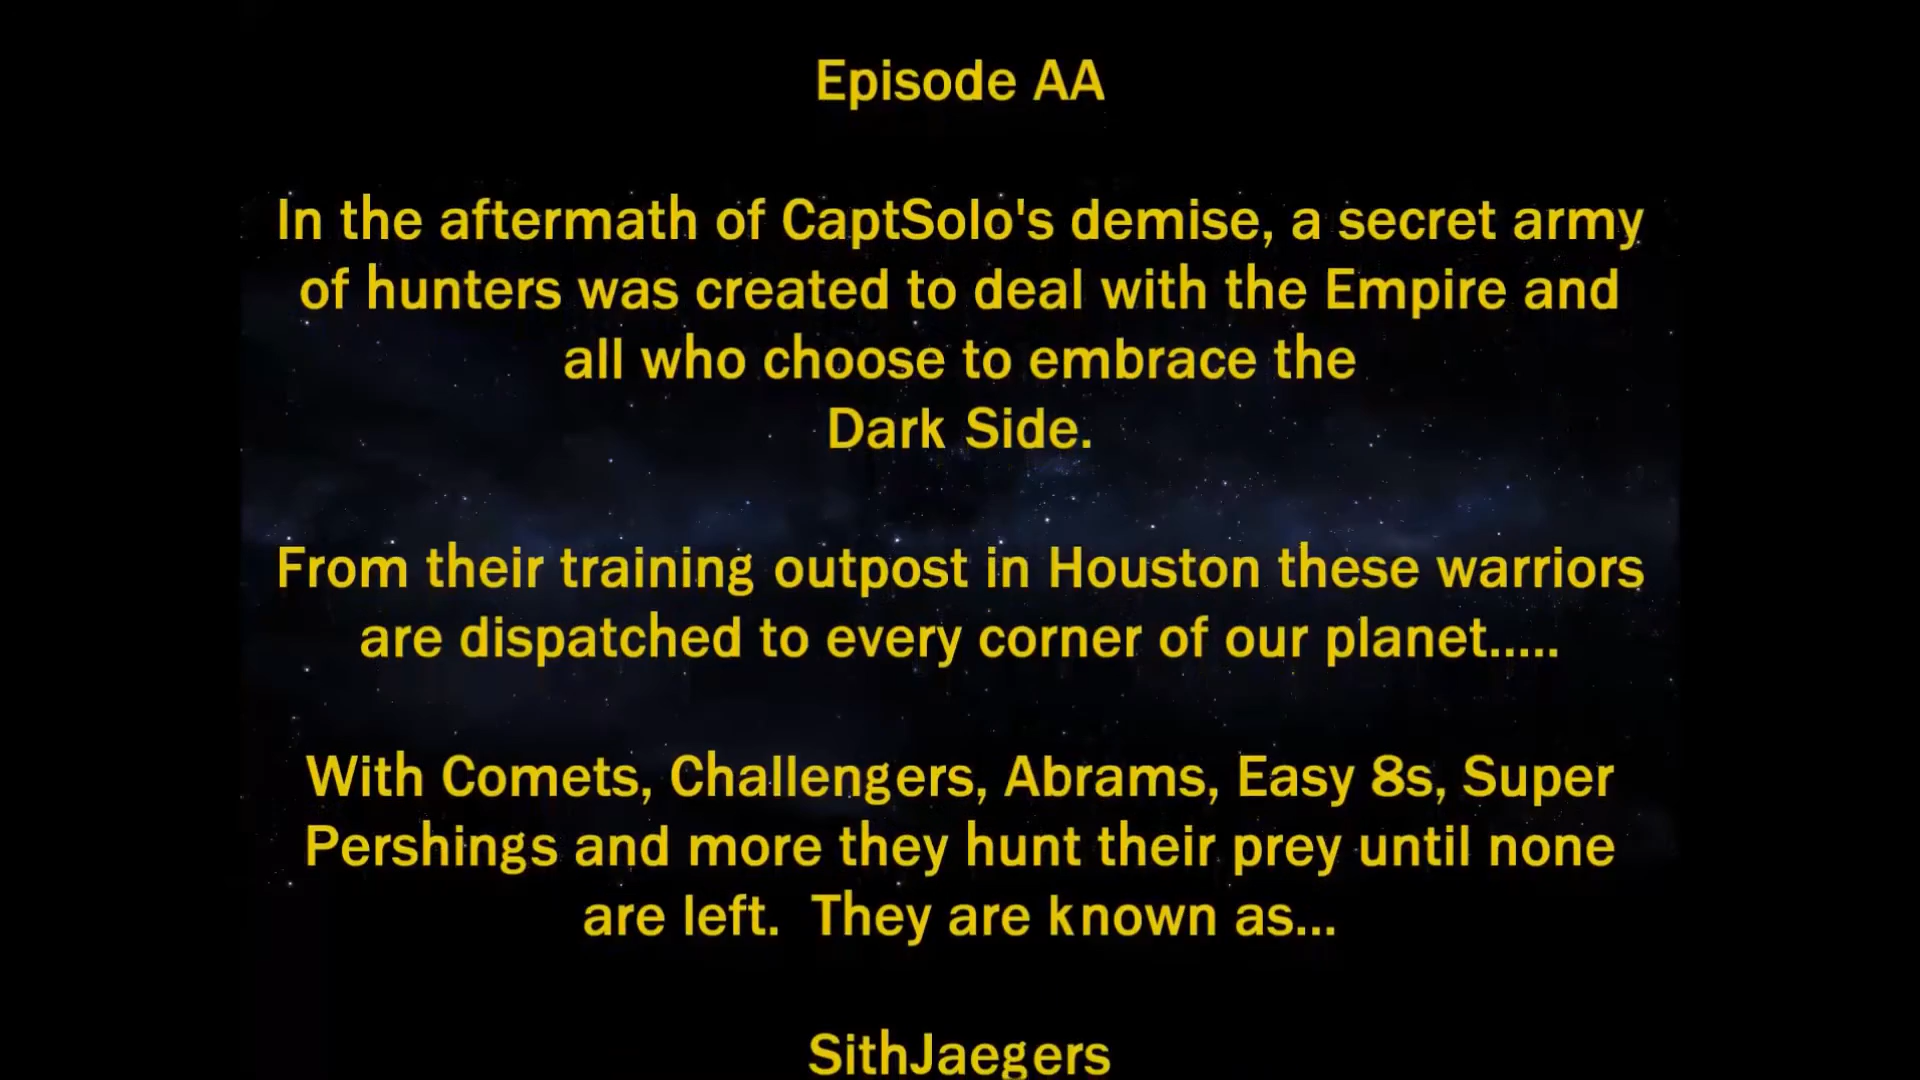 Episode AA
In the aftermath of CaptSolo's demise, a secret army
of hunters was created to deal with the Empire and
all who choose to embrace the
Dark Side.
From their training outpost in Houston these warriors
are dispatched to every corner of our planet.....
With Comets, Challengers, Abrams, Easy 8s, Super
Pershings and more they hunt their prey until none
are left.  They are known as...
SithJaegers